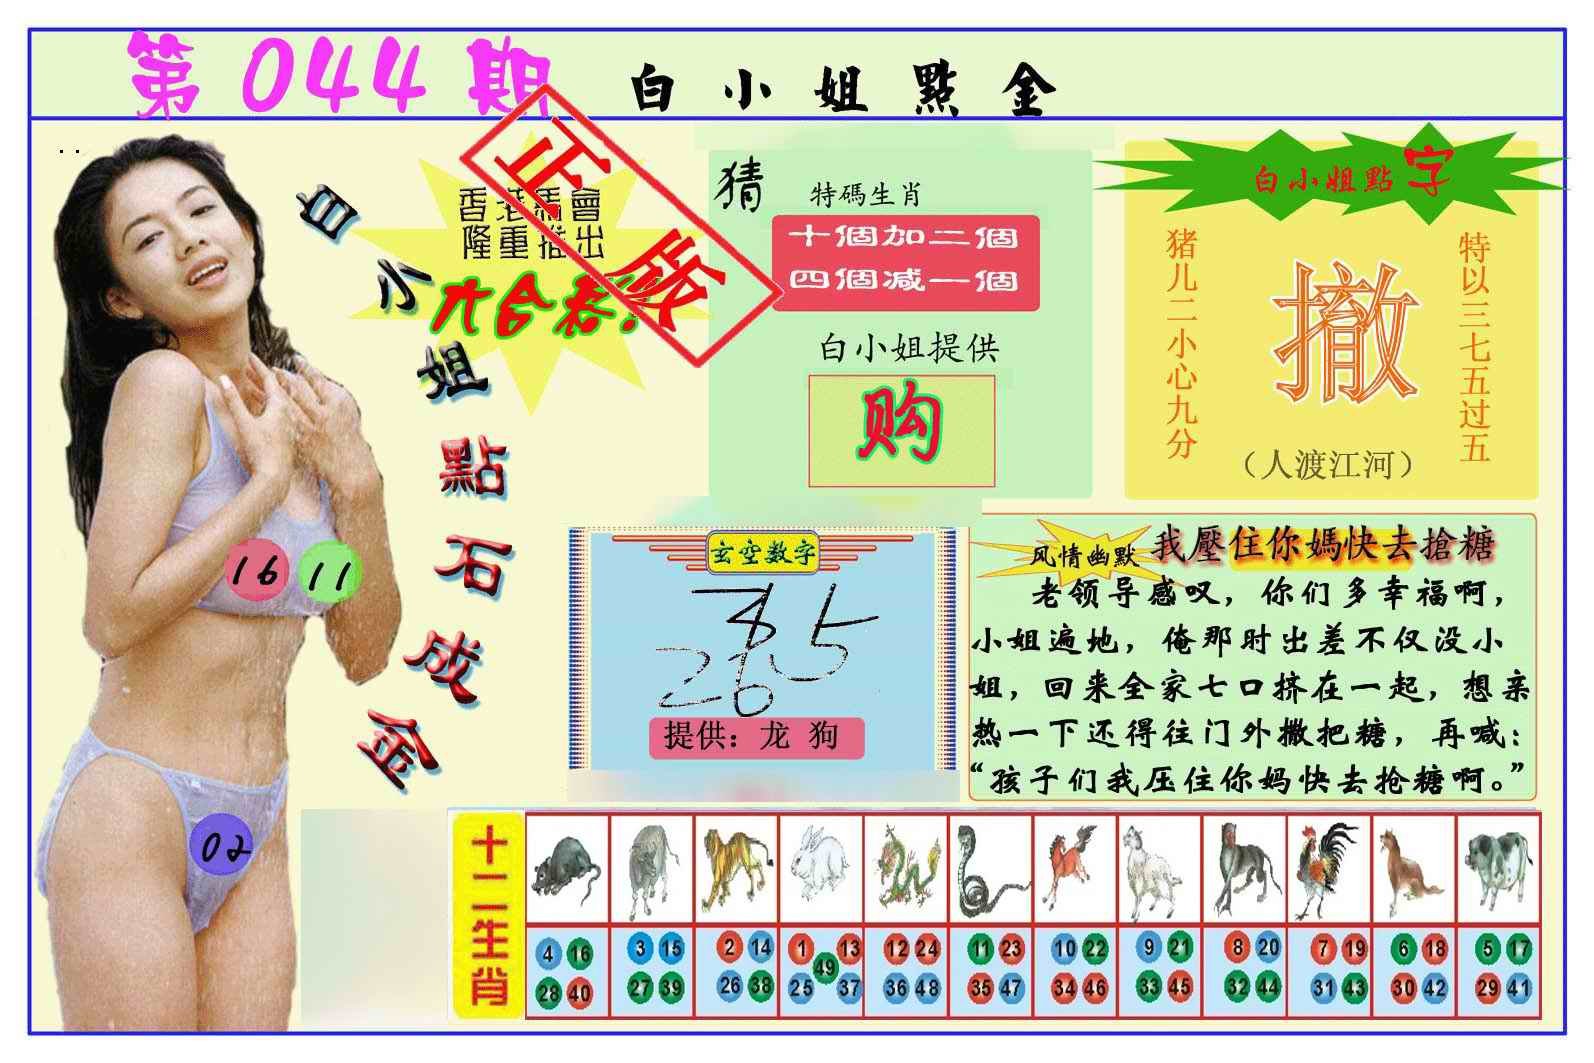 第044期
白小姐點金
正版
白小姐點石成金
香港馬會
隆重推出
六合彩
16
11
02
猜
特碼生肖
十個加二個
四個减一個
白小姐提供
购
白小姐點字
猪儿二小心九分
撤
特以三七五过五
（人渡江河）
玄空数字
提供：龙 狗
风情幽默
我壓住你媽快去搶糖
老领导感叹，你们多幸福啊，
小姐遍地，俺那时出差不仅没小
姐，回来全家七口挤在一起，想亲
热一下还得往门外撒把糖，再喊：
“孩子们我压住你妈快去抢糖啊。”
十二生肖
4 16 3 15 2 14 1 13 12 24 11 23 10 22 9 21 8 20 7 19 6 18 5 17
49
28 40 27 39 26 38 25 37 36 48 35 47 34 46 33 45 32 44 31 43 30 42 29 41